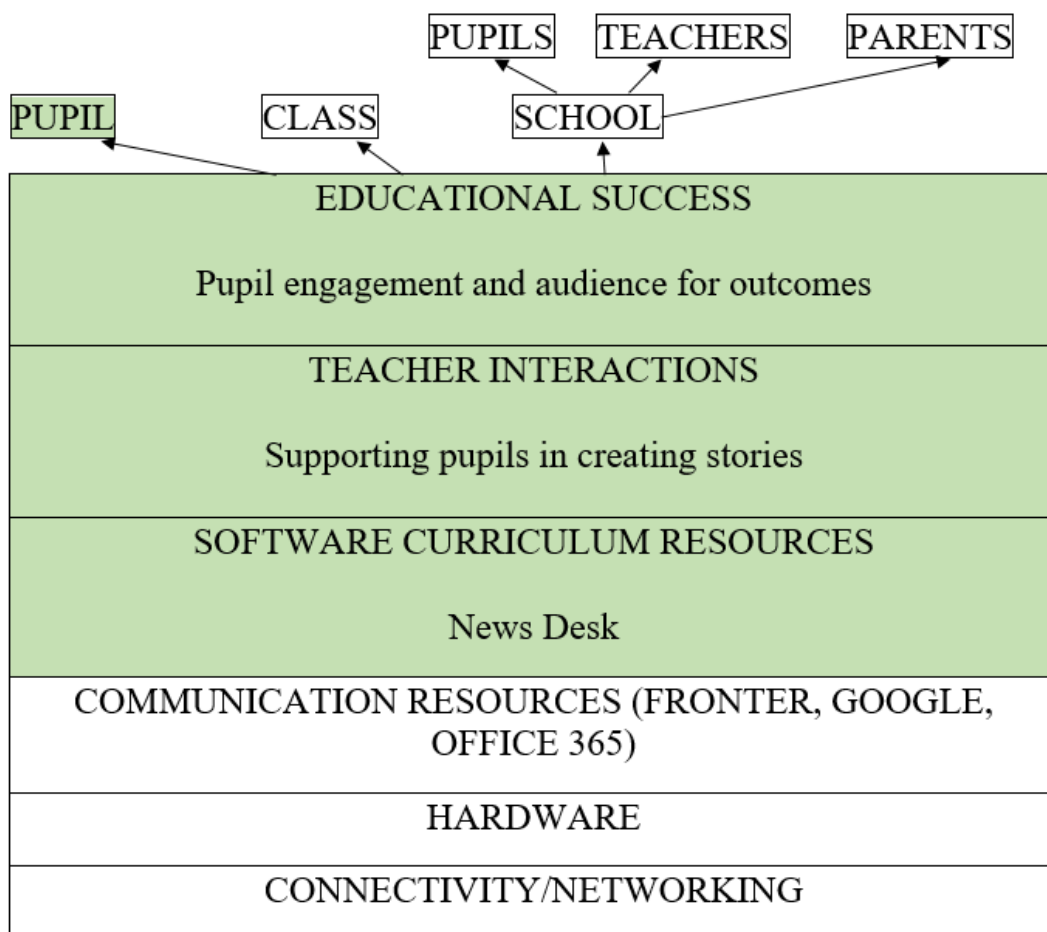 PUPILS TEACHERS PARENTS
PUPIL CLASS SCHOOL
EDUCATIONAL SUCCESS
Pupil engagement and audience for outcomes
TEACHER INTERACTIONS
Supporting pupils in creating stories
SOFTWARE CURRICULUM RESOURCES
News Desk
COMMUNICATION RESOURCES (FRONTER, GOOGLE,
OFFICE 365)
HARDWARE
CONNECTIVITY/NETWORKING